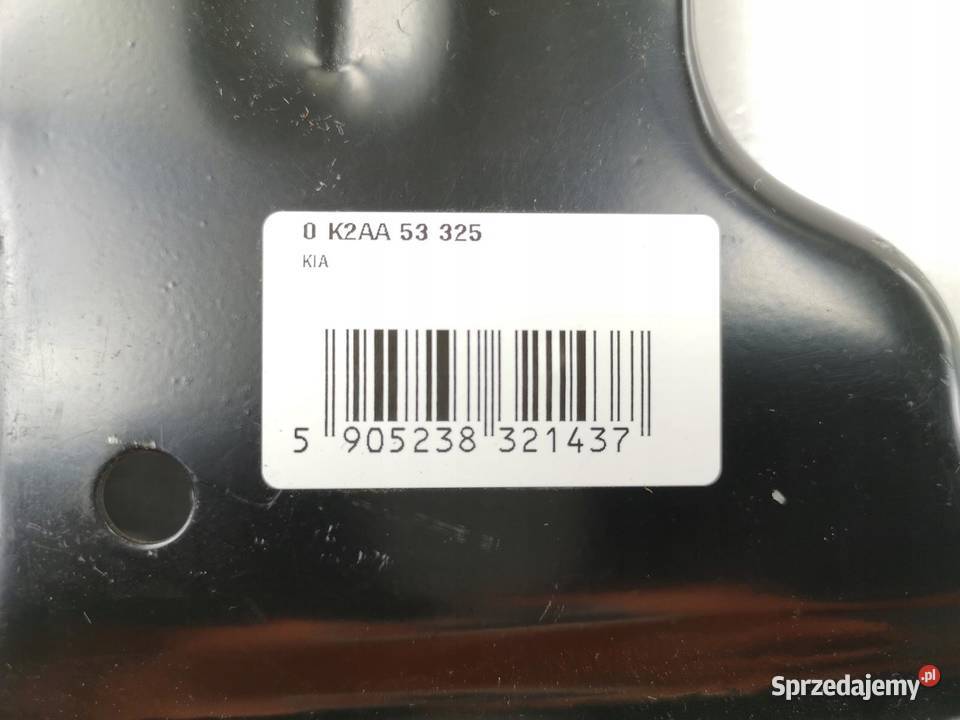 0 K2AA 53 325
KIA
5 905238 321437
Sprzedajemy.pl